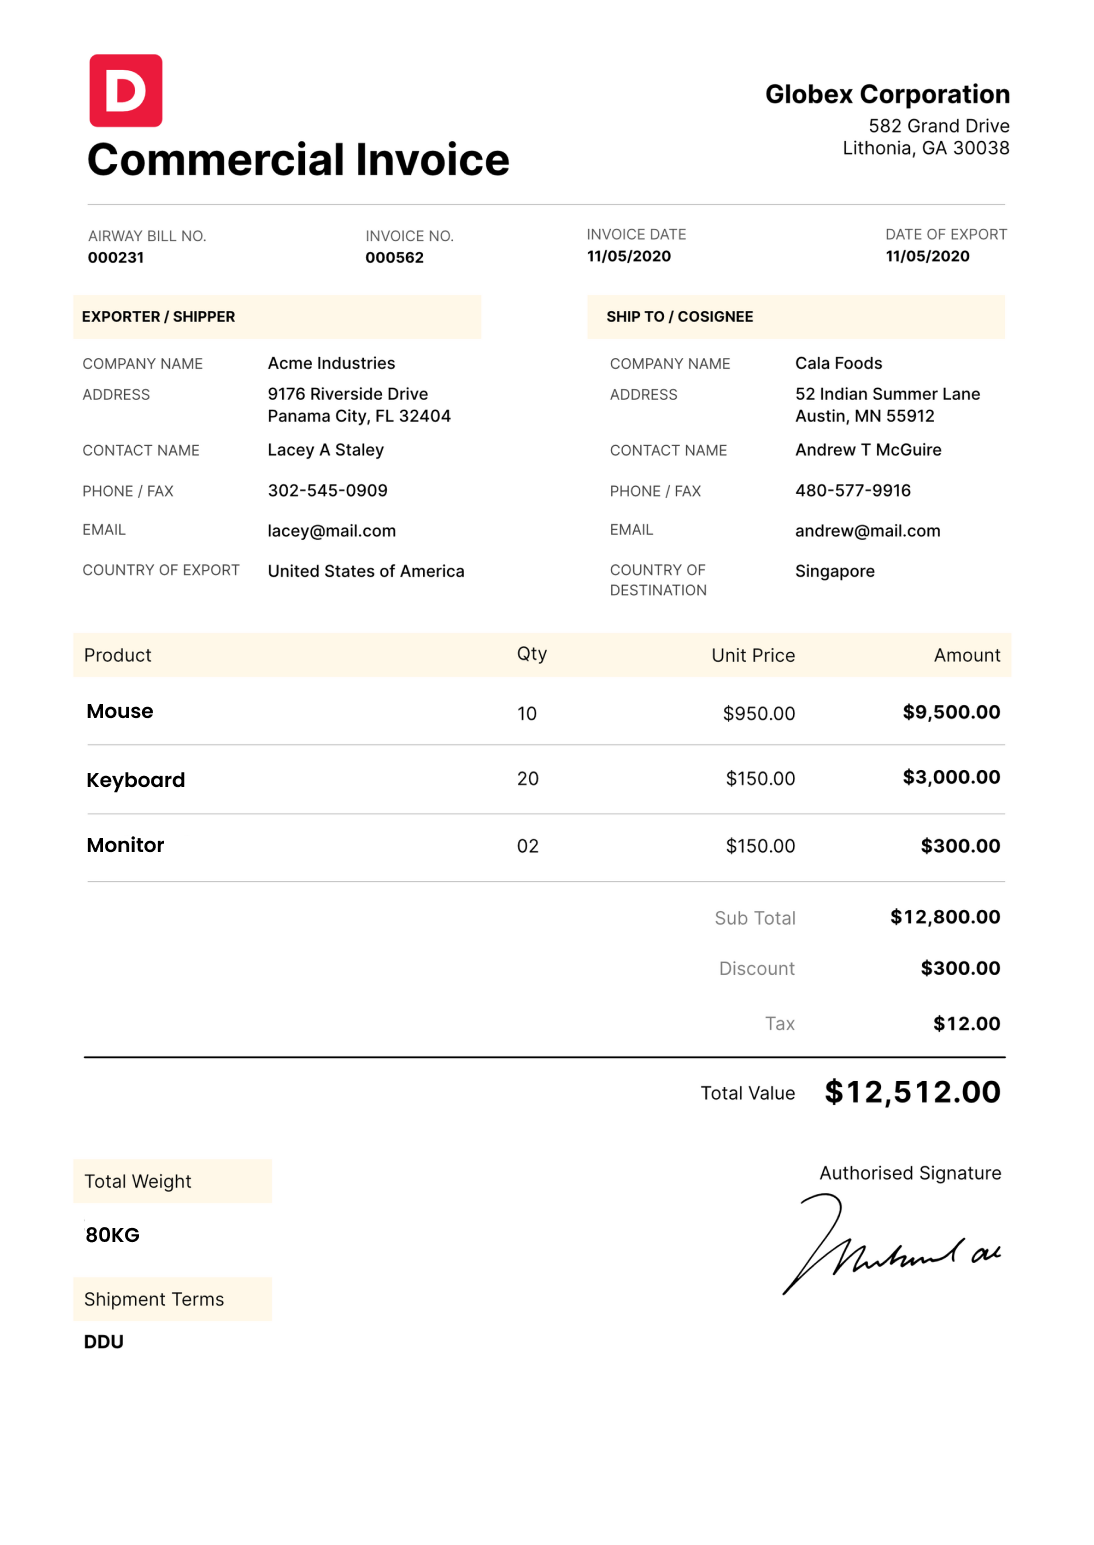 D
Commercial Invoice
Globex Corporation
582 Grand Drive
Lithonia, GA 30038
AIRWAY BILL NO.
000231
INVOICE NO.
000562
INVOICE DATE
11/05/2020
DATE OF EXPORT
11/05/2020
EXPORTER / SHIPPER
COMPANY NAME Acme Industries
ADDRESS 9176 Riverside Drive
Panama City, FL 32404
CONTACT NAME Lacey A Staley
PHONE / FAX 302-545-0909
EMAIL lacey@mail.com
COUNTRY OF EXPORT United States of America
SHIP TO / COSIGNEE
COMPANY NAME Cala Foods
ADDRESS 52 Indian Summer Lane
Austin, MN 55912
CONTACT NAME Andrew T McGuire
PHONE / FAX 480-577-9916
EMAIL andrew@mail.com
COUNTRY OF Singapore
DESTINATION
Product Qty Unit Price Amount
Mouse 10 $950.00 $9,500.00
Keyboard 20 $150.00 $3,000.00
Monitor 02 $150.00 $300.00
Sub Total $12,800.00
Discount $300.00
Tax $12.00
Total Value $12,512.00
Total Weight
80KG
Shipment Terms
DDU
Authorised Signature